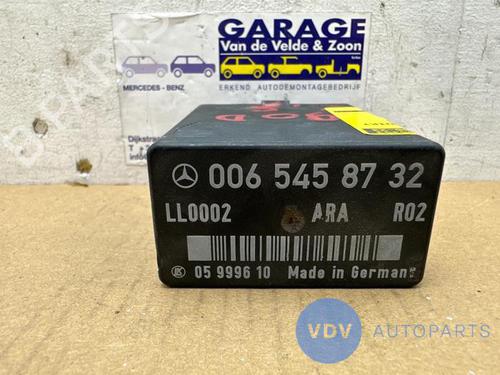 GARAGE
Van de Velde & Zoon
MERCEDES - BENZ
ERKEND AUTODEMONTAGEBEDRIJF
Dijkstra
006 545 87 32
LL0002 ARA R02
05 9996 10 Made in Germany
VDV AUTOPARTS